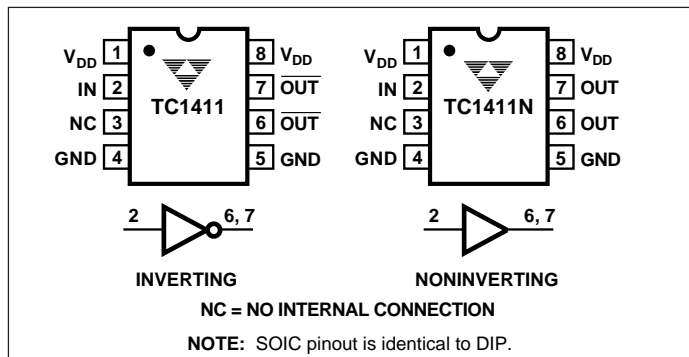 V_DD 1 8 V_DD V_DD 1 8 V_DD
IN 2 7 O̅U̅T̅ IN 2 7 OUT
TC1411 TC1411N
NC 3 6 O̅U̅T̅ NC 3 6 OUT
GND 4 5 GND GND 4 5 GND
2 6, 7 2 6, 7
INVERTING NONINVERTING
NC = NO INTERNAL CONNECTION
NOTE: SOIC pinout is identical to DIP.